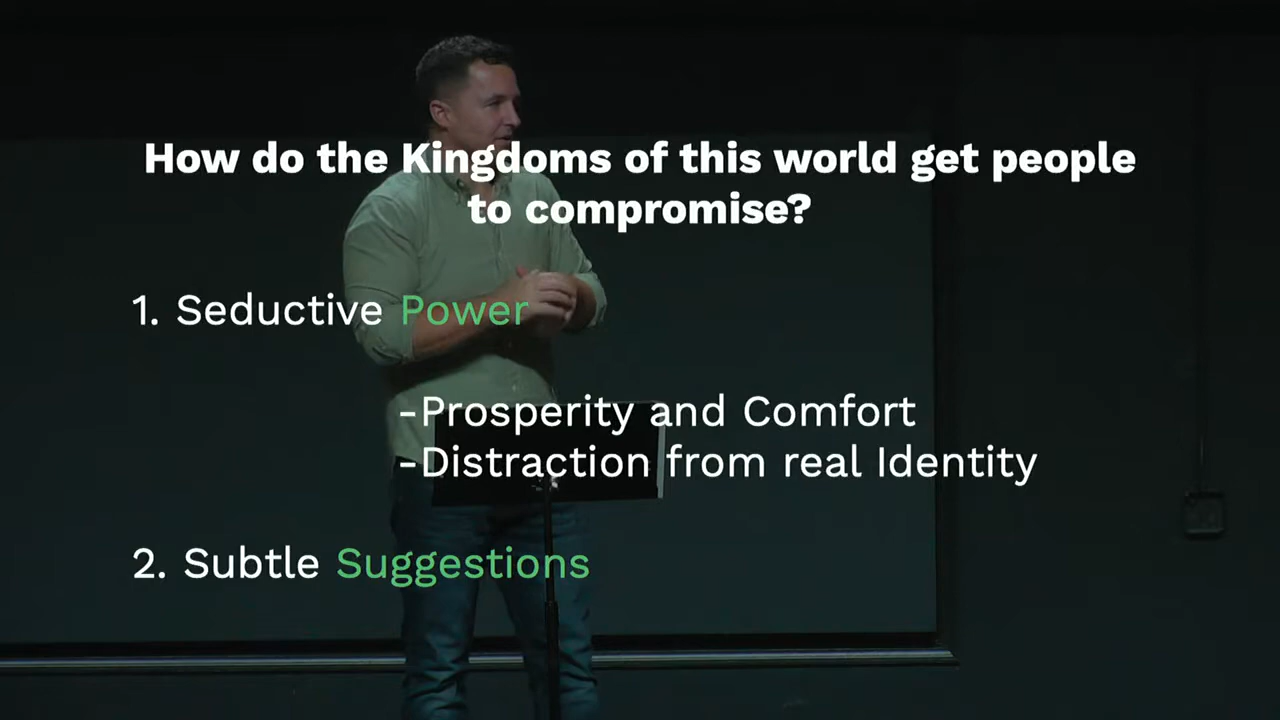 How do the Kingdoms of this world get people
to compromise?
1. Seductive Power
-Prosperity and Comfort
-Distraction from real Identity
2. Subtle Suggestions